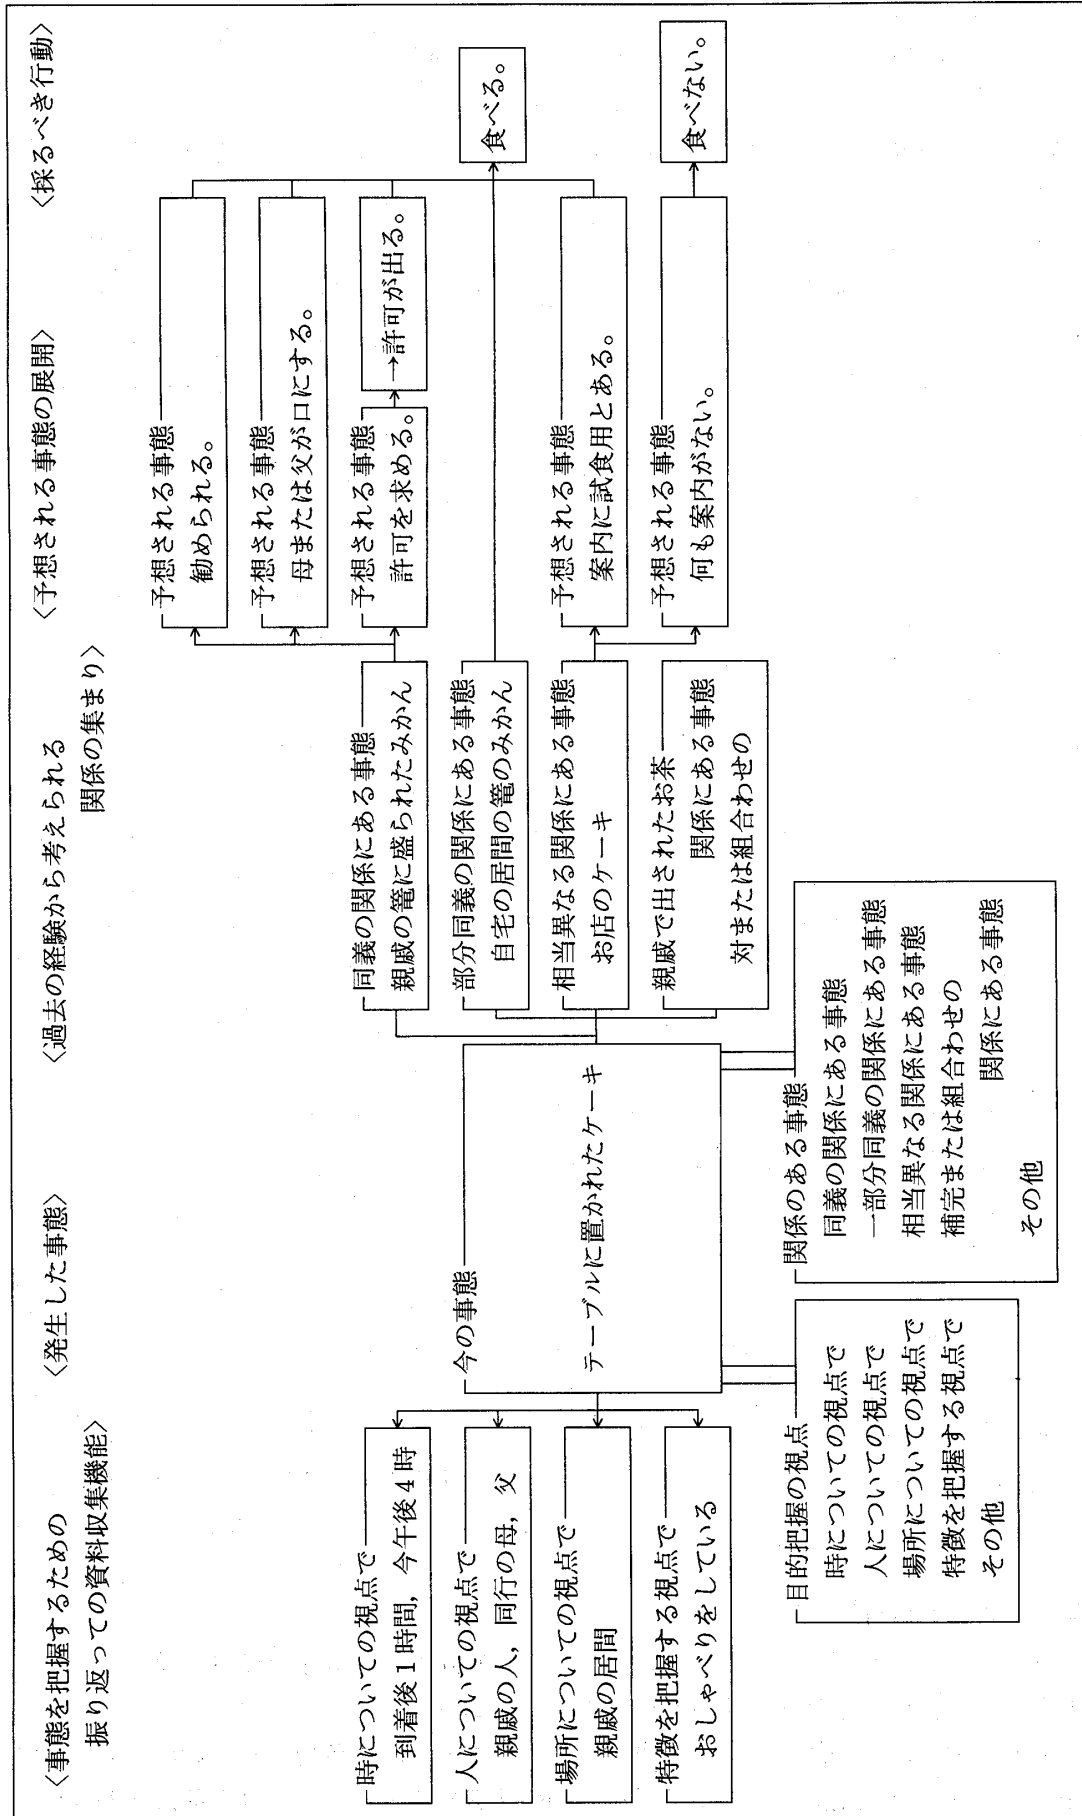 〈事態を把握するための
振り返っての資料収集機能〉
〈発生した事態〉
〈過去の経験から考えられる
関係の集まり〉
〈予想される事態の展開〉
〈採るべき行動〉
時についての視点で
到着後1時間，今午後4時
人についての視点で
親戚の人，同行の母，父
場所についての視点で
親戚の居間
特徴を把握する視点で
おしゃべりをしている
目的把握の視点
時についての視点で
人についての視点で
場所についての視点で
特徴を把握する視点で
その他
今の事態
テーブルに置かれたケーキ
関係のある事態
同義の関係にある事態
一部分同義の関係にある事態
相当異なる関係にある事態
補完または組合わせの
関係にある事態
その他
同義の関係にある事態
親戚の篭に盛られたみかん
部分同義の関係にある事態
自宅の居間の篭のみかん
相当異なる関係にある事態
お店のケーキ
親戚で出されたお茶
関係にある事態
対または組合わせの
予想される事態
勧められる。
予想される事態
母または父が口にする。
予想される事態
許可を求める。
→許可が出る。
予想される事態
案内に試食用とある。
予想される事態
何も案内がない。
食べる。
食べない。